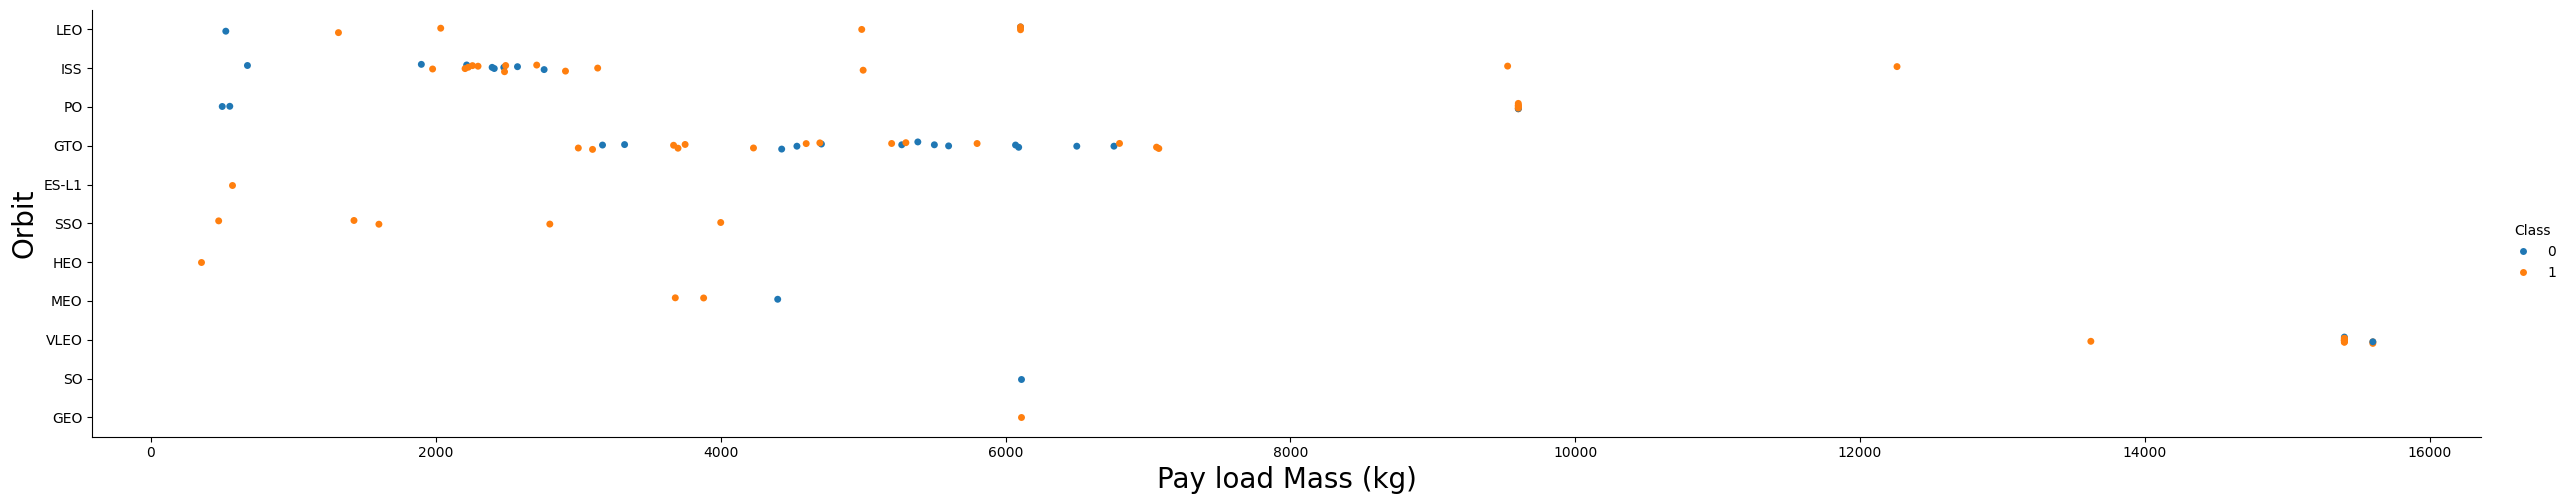 Orbit
LEO
ISS
PO
GTO
ES-L1
SSO
HEO
MEO
VLEO
SO
GEO
0 2000 4000 6000 8000 10000 12000 14000 16000
Pay load Mass (kg)
Class
0
1